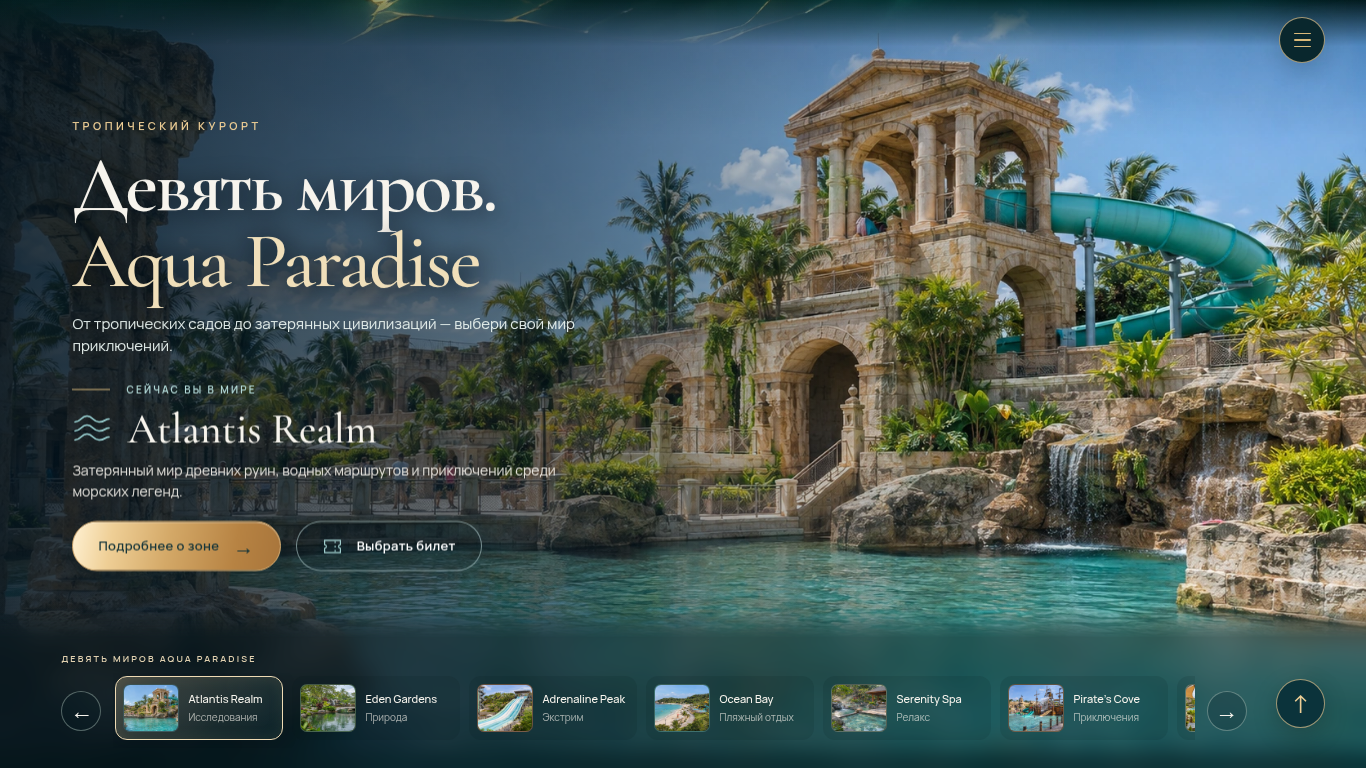 ТРОПИЧЕСКИЙ КУРОРТ
Девять миров.
Aqua Paradise
От тропических садов до затерянных цивилизаций — выбери свой мир
приключений.
СЕЙЧАС ВЫ В МИРЕ
Atlantis Realm
Затерянный мир древних руин, водных маршрутов и приключений среди
морских легенд.
Подробнее о зоне →
Выбрать билет
ДЕВЯТЬ МИРОВ AQUA PARADISE
Atlantis Realm
Исследования
Eden Gardens
Природа
Adrenaline Peak
Экстрим
Ocean Bay
Пляжный отдых
Serenity Spa
Релакс
Pirate's Cove
Приключения